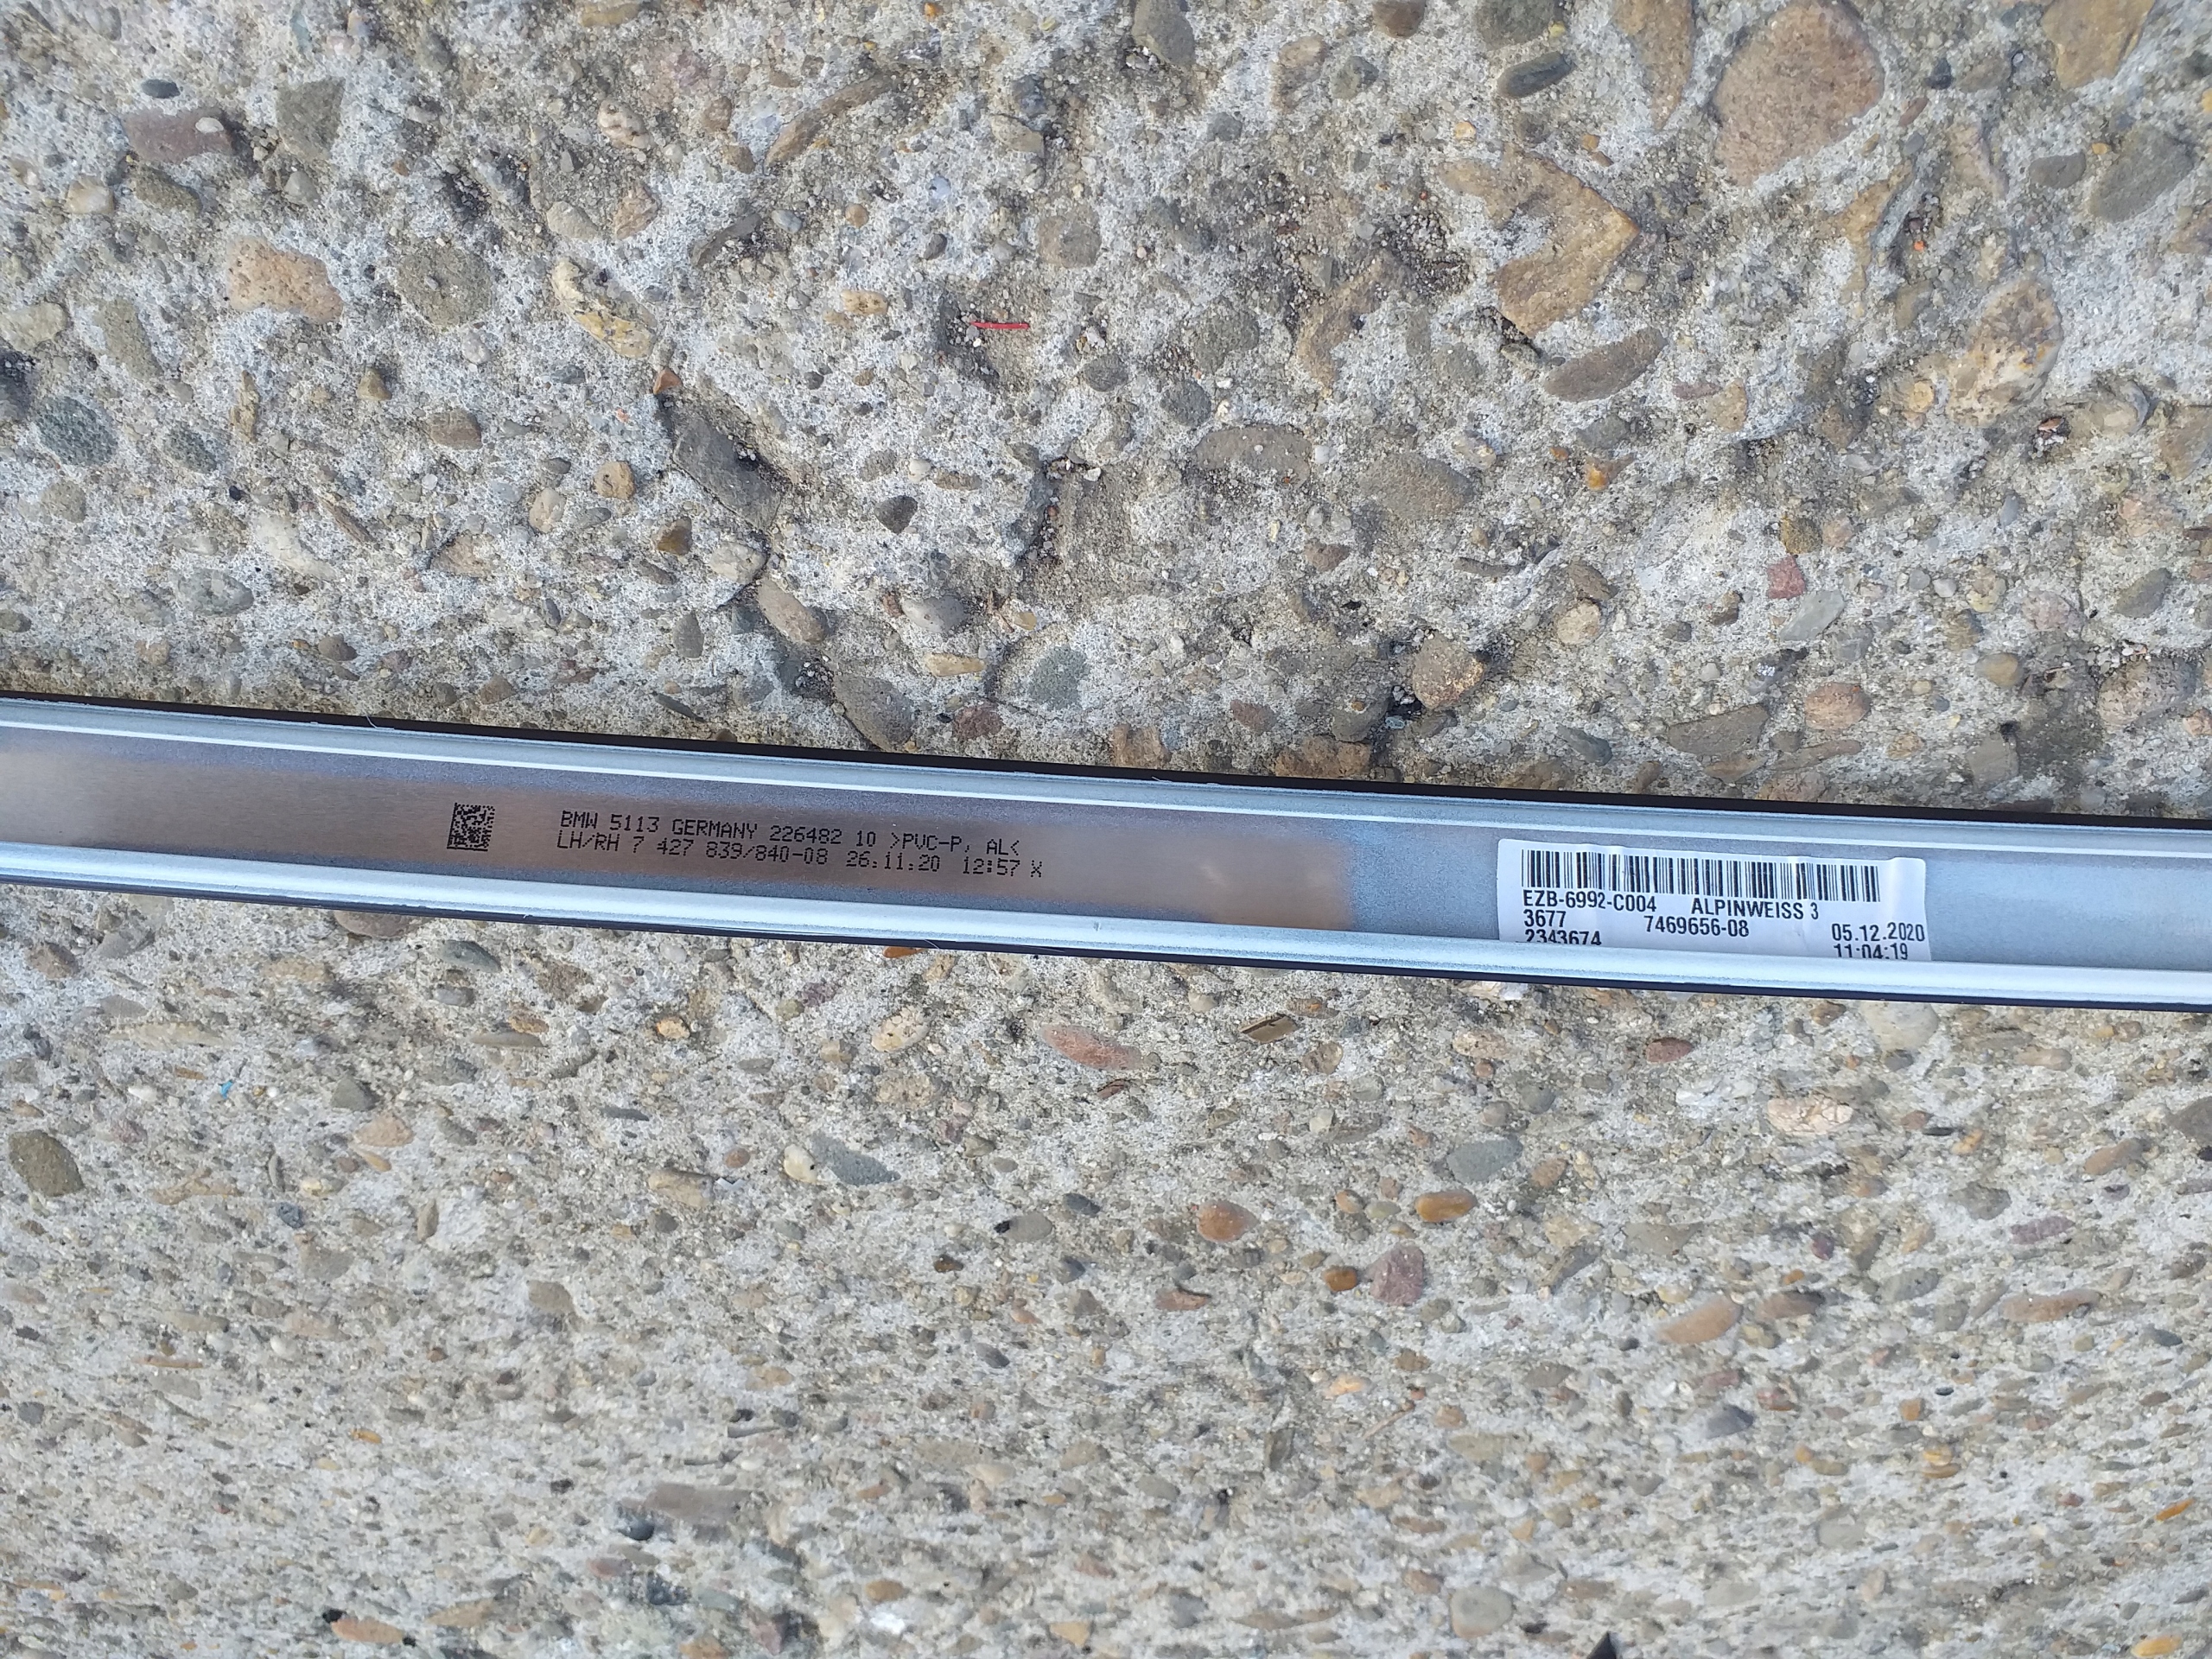 BMW 5113 GERMANY 226482 10 >PVC-P, AL<
LH/RH 7 427 839/840-08 26.11.20 12:57 X
EZB-6992-C004 ALPINWEISS 3
3677 7469656-08 05.12.2020
2343674 11:04:19